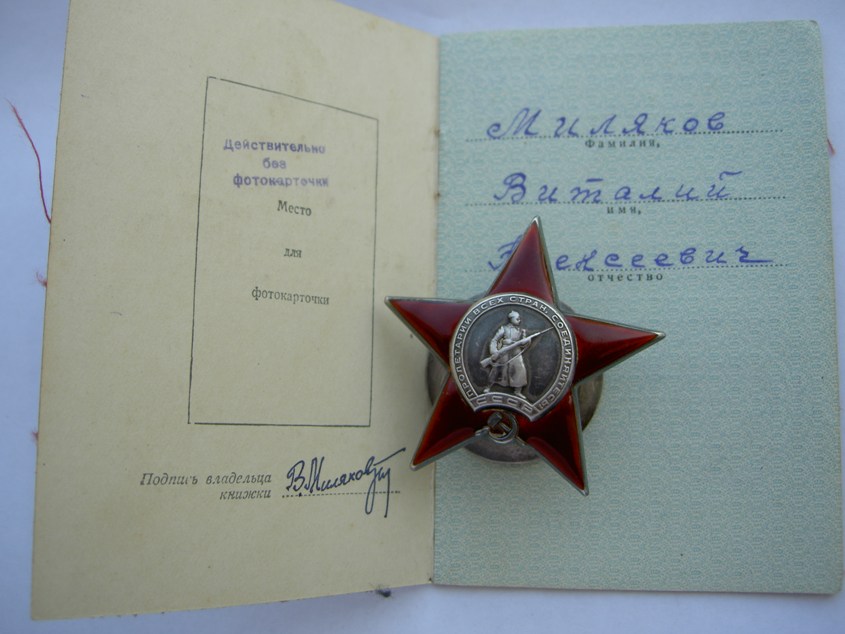 Действительно
без
фотокарточки
Место
для
фотокарточки
Подпись владельца
книжки
В.Миляков
Миляков
Фамилия,
Виталий
имя,
отчество
ПРОЛЕТАРИИ ВСЕХ СТРАН, СОЕДИНЯЙТЕСЬ!
СССР